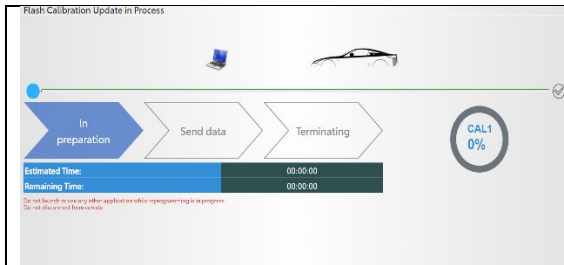 Flash Calibration Update in Process
In
preparation
Send data
Terminating
CAL1
0%
Estimated Time: 00:00:00
Remaining Time: 00:00:00
Do not launch or use any other application while reprogramming is in progress.
Do not disconnect from vehicle.